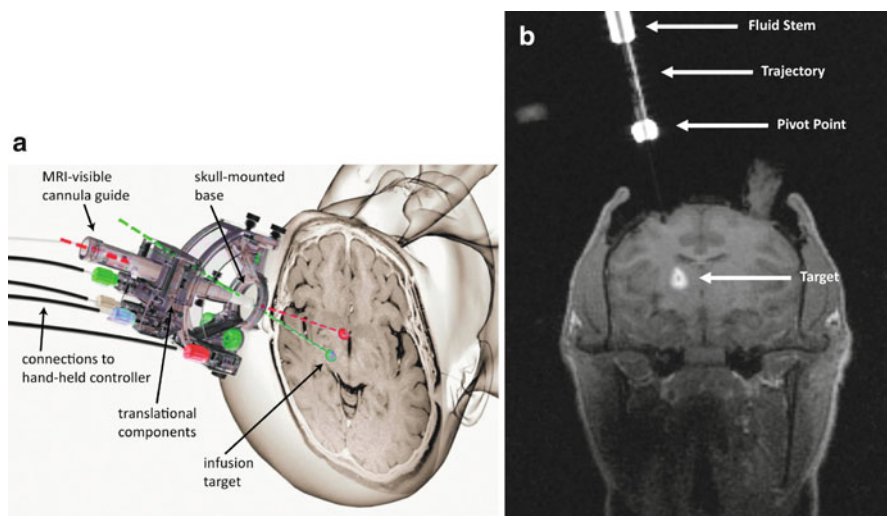 a
MRI-visible
cannula guide
skull-mounted
base
connections to
hand-held controller
translational
components
infusion
target
b
Fluid Stem
Trajectory
Pivot Point
Target